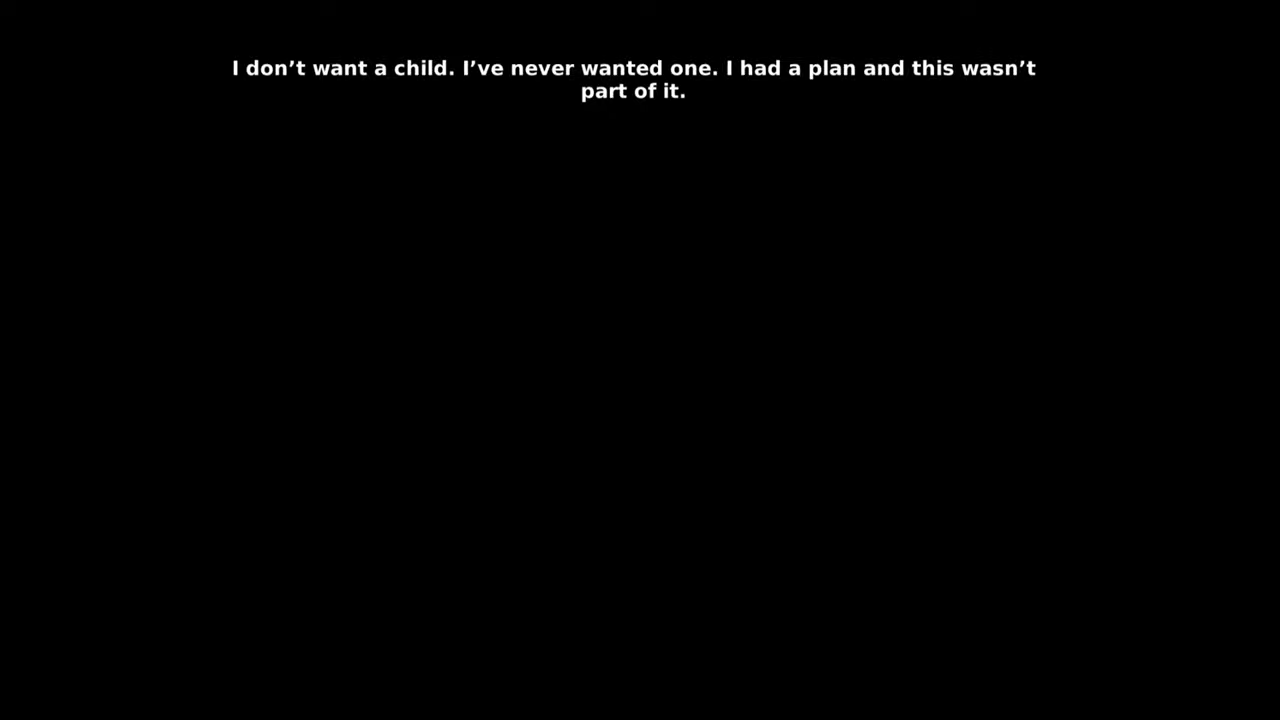 I don’t want a child. I’ve never wanted one. I had a plan and this wasn’t
part of it.